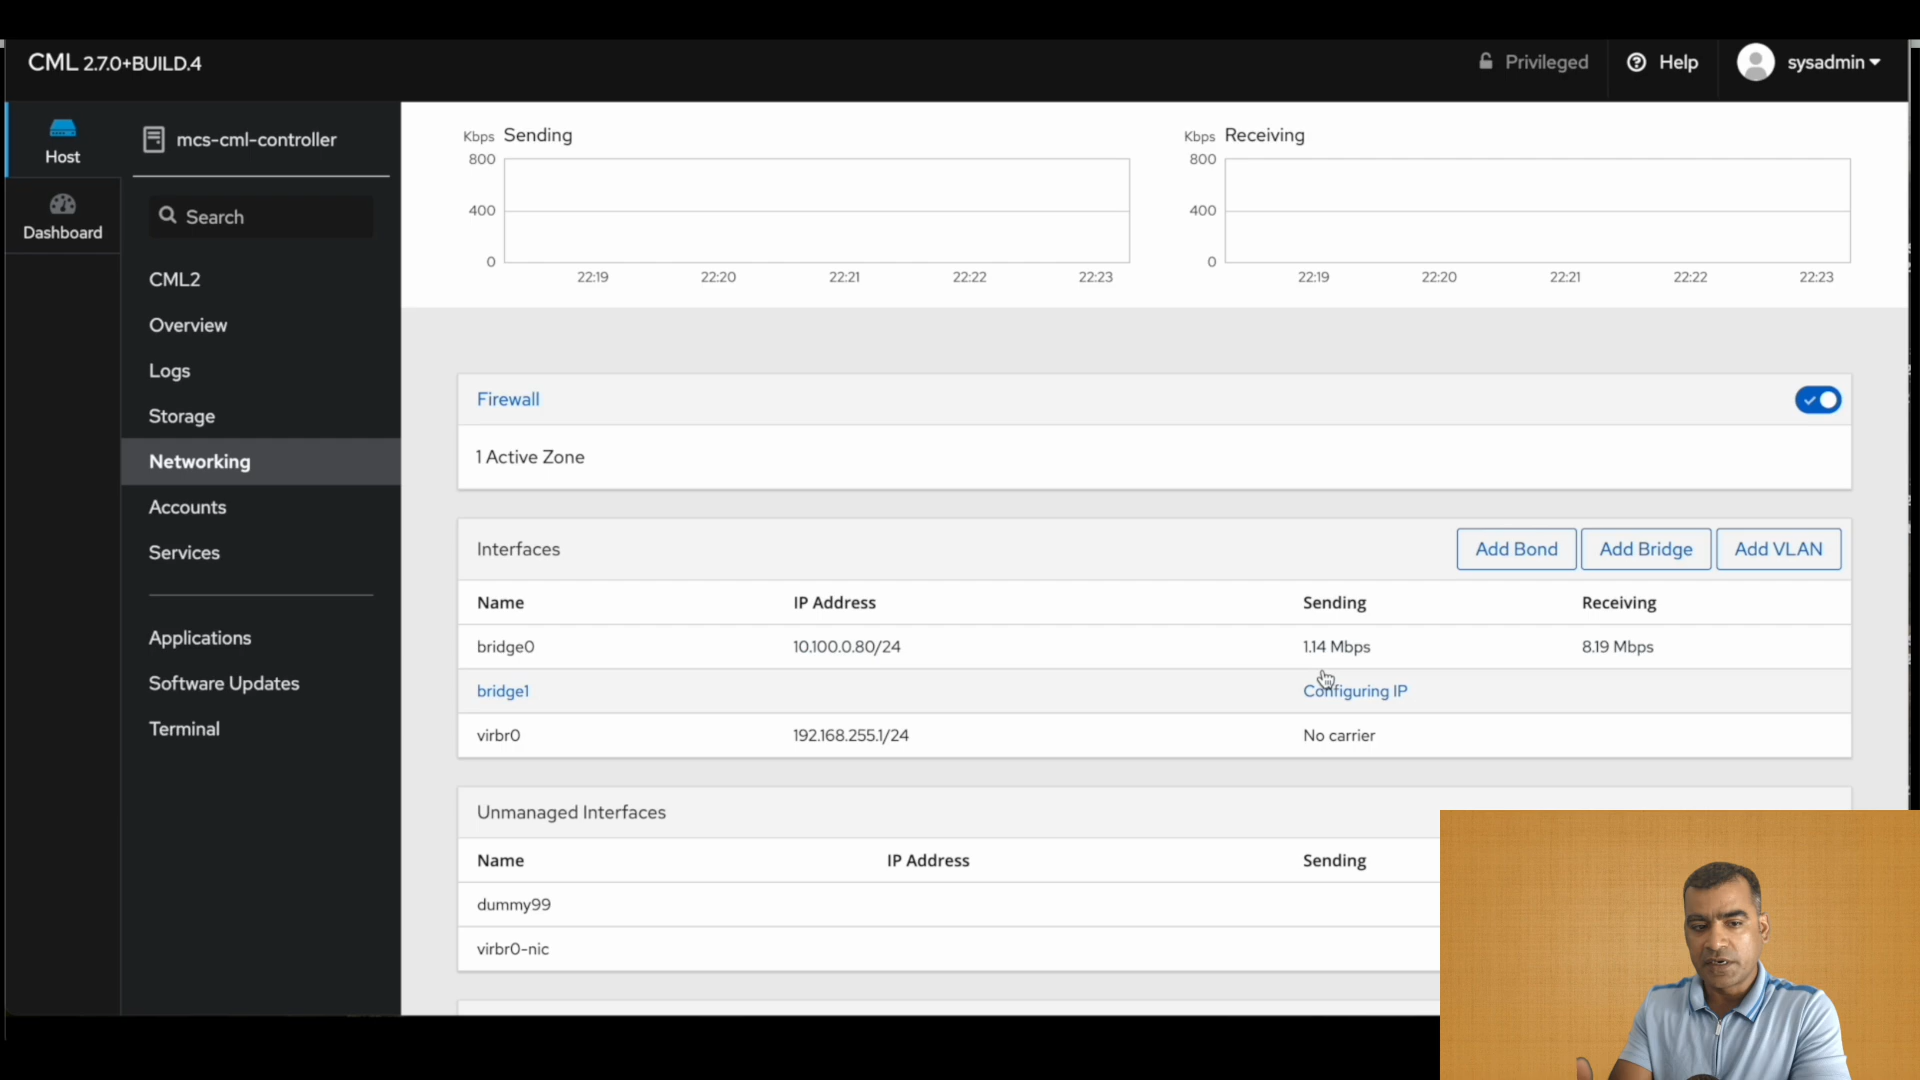 CML 2.7.0+BUILD.4
Privileged
Help
sysadmin
Host
Dashboard
mcs-cml-controller
Search
CML2
Overview
Logs
Storage
Networking
Accounts
Services
Applications
Software Updates
Terminal
Kbps Sending
800
400
0
22:19 22:20 22:21 22:22 22:23
Kbps Receiving
800
400
0
22:19 22:20 22:21 22:22 22:23
Firewall
1 Active Zone
Interfaces
Add Bond Add Bridge Add VLAN
Name IP Address Sending Receiving
bridge0 10.100.0.80/24 1.14 Mbps 8.19 Mbps
bridge1 Configuring IP
virbr0 192.168.255.1/24 No carrier
Unmanaged Interfaces
Name IP Address Sending
dummy99
virbr0-nic